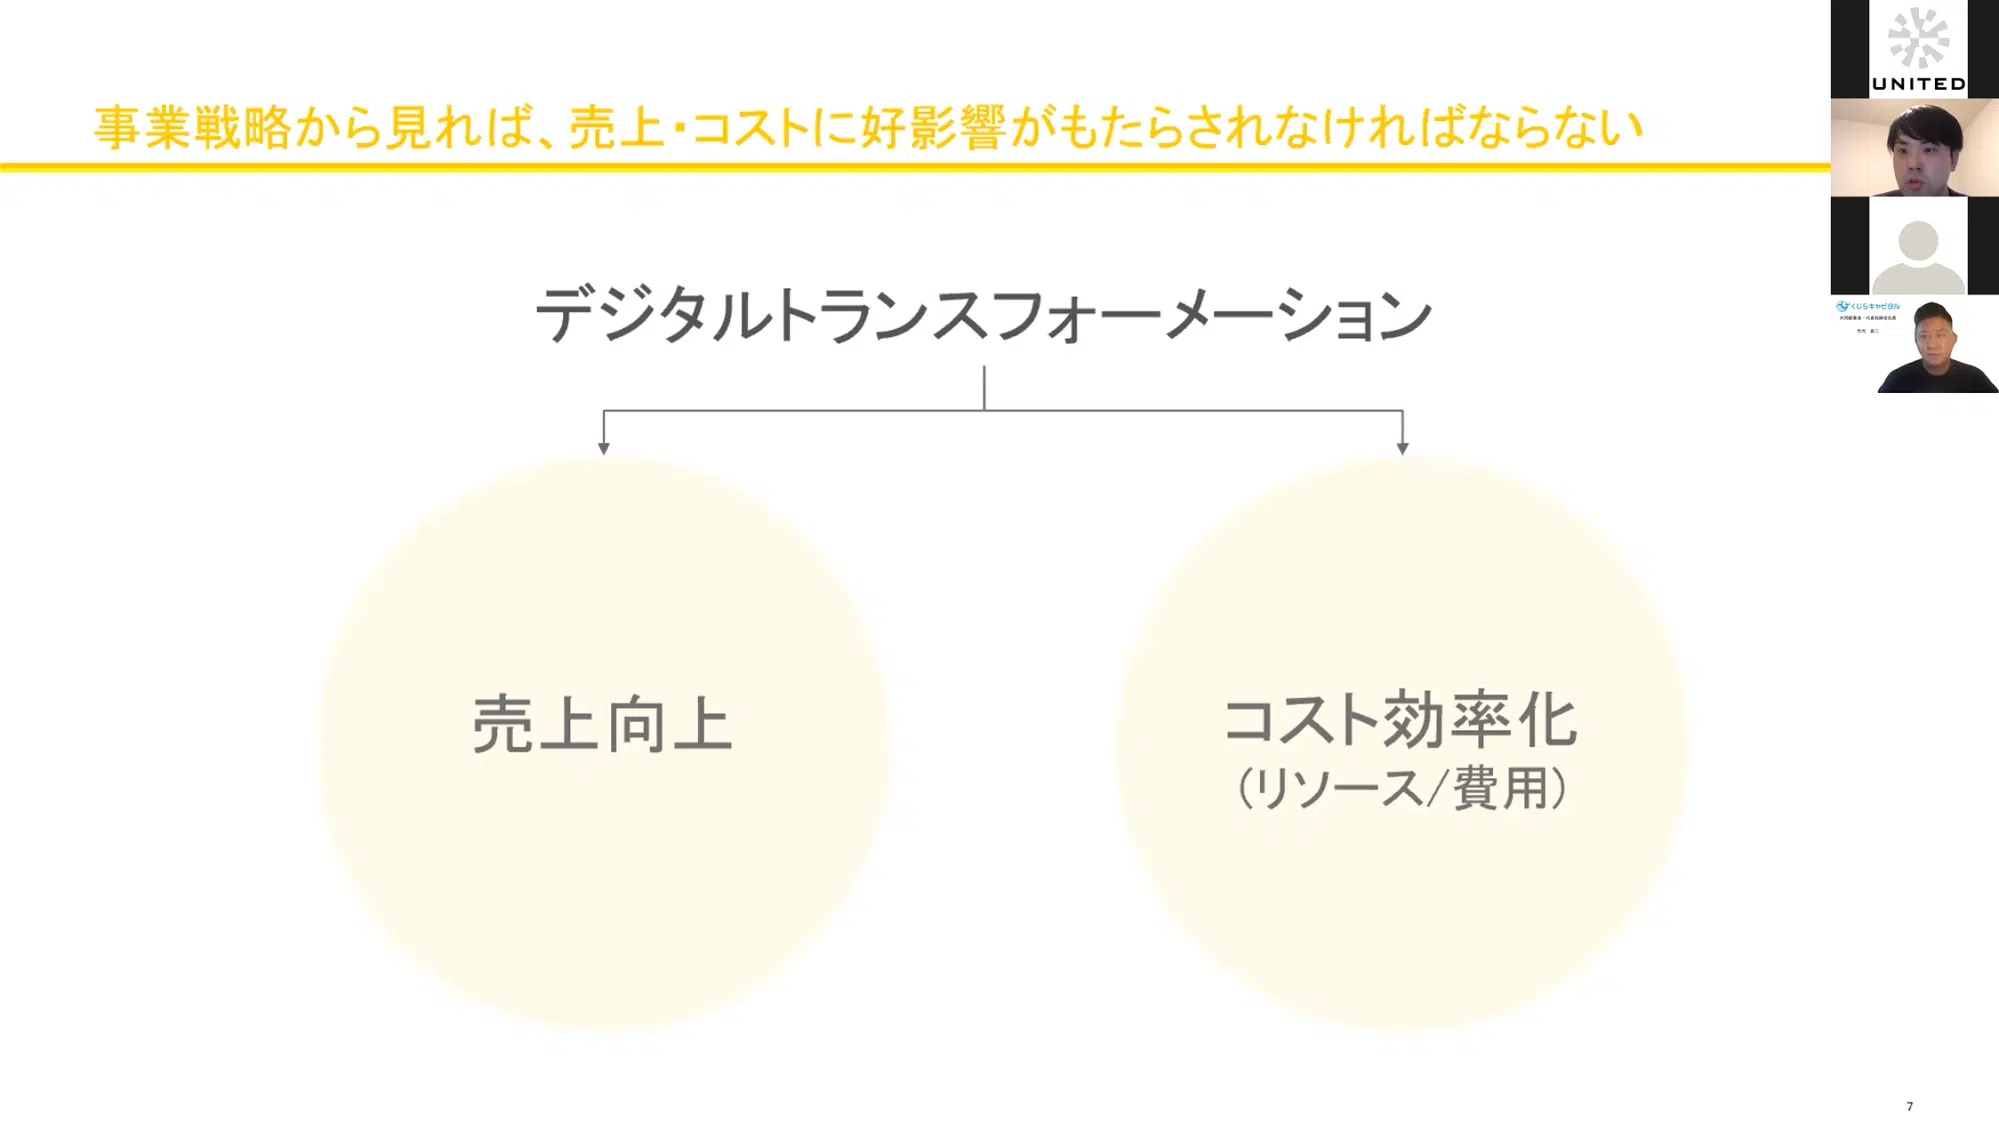 事業戦略から見れば、売上・コストに好影響がもたらされなければならない
デジタルトランスフォーメーション
売上向上
コスト効率化
(リソース/費用)
UNITED
くじらキャピタル
7